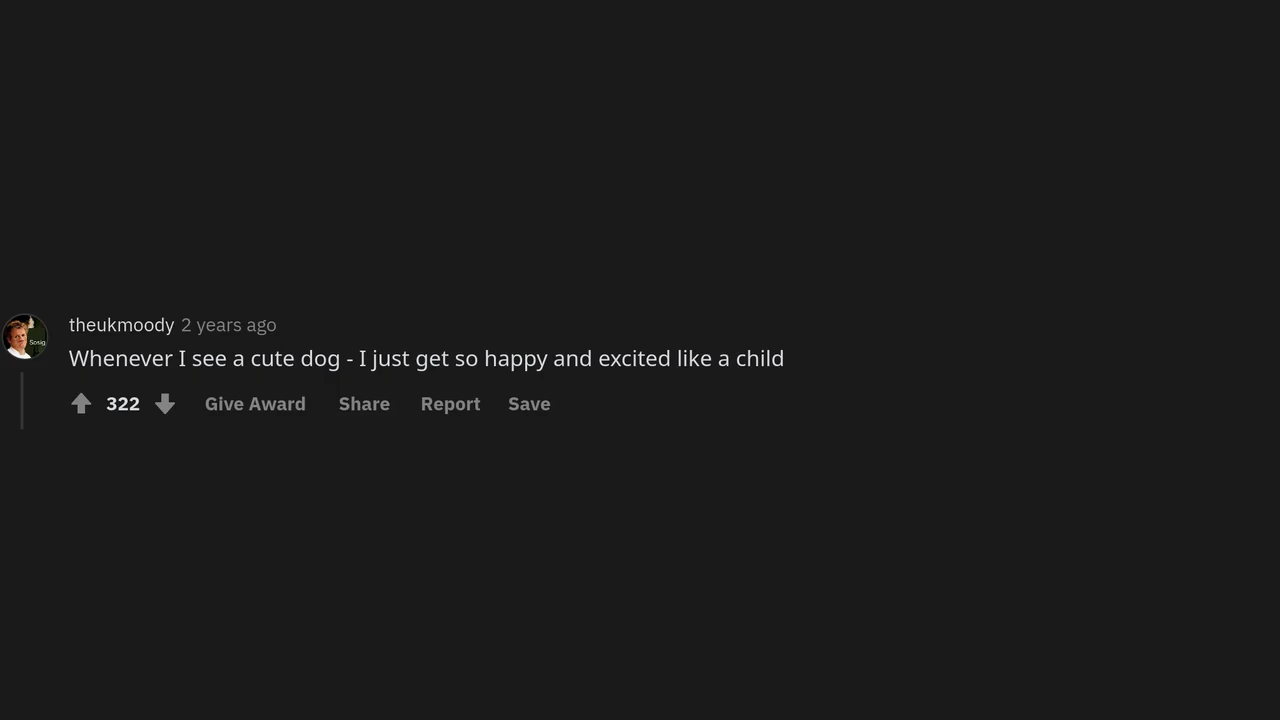 theukmoody 2 years ago
Whenever I see a cute dog - I just get so happy and excited like a child
322 Give Award Share Report Save
Sosig